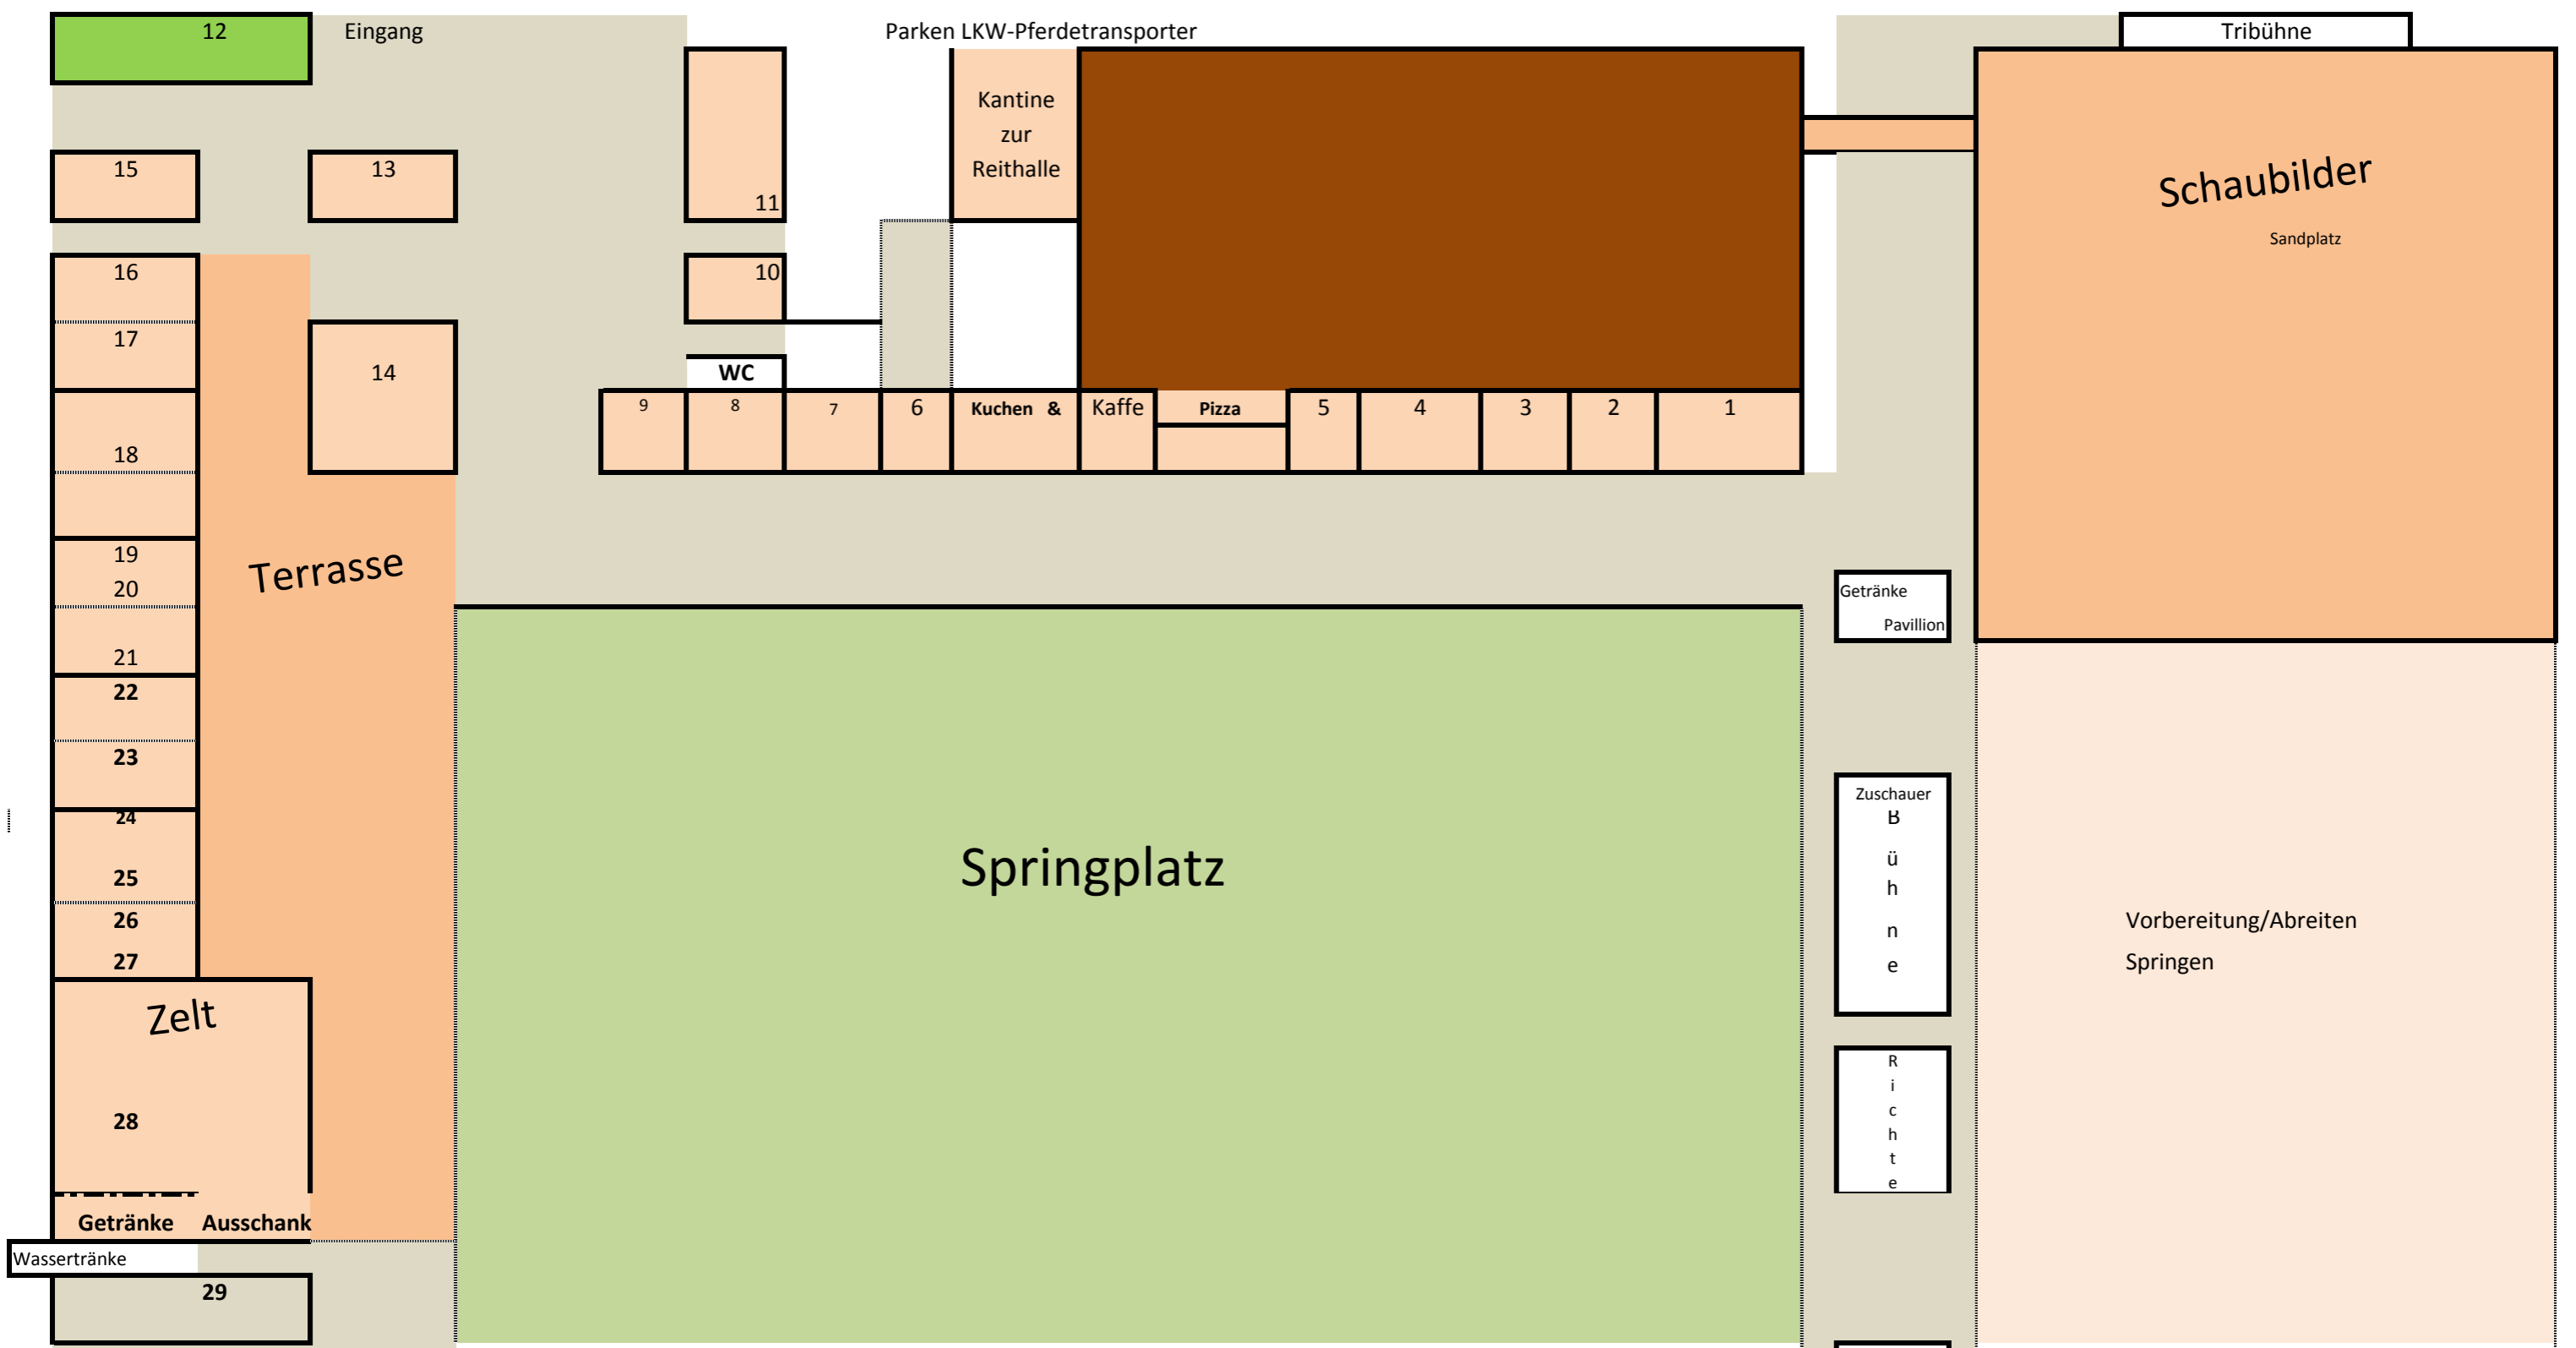 12 Eingang Parken LKW-Pferdetransporter Tribühne
Kantine
zur
15 13 Reithalle Schaubilder
11
Sandplatz
16 10
17
14 WC
9 8 7 6 Kuchen & Kaffe Pizza 5 4 3 2 1
18
19
Terrasse
20 Getränke
Pavillion
21
22
23
Zuschauer
24 B
ü
Springplatz
25 h
26 n Vorbereitung/Abreiten
27 e Springen
Zelt
R
i
c
28 h
t
e
Getränke Ausschank
Wassertränke
29